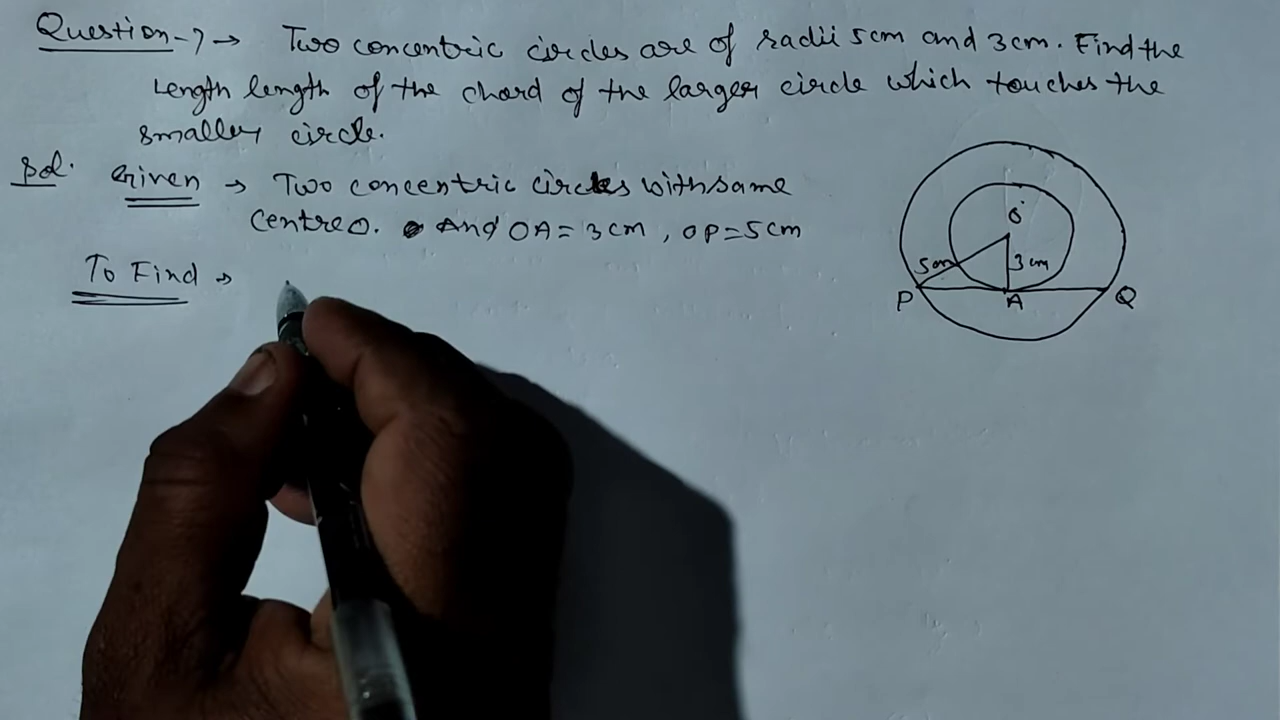 Question-7 → Two concentric circles are of radii 5cm and 3cm. Find the
Length length of the chord of the larger circle which touches the
smaller circle.
Sol. Given → Two concentric circles with same
Centre O. And OA = 3cm, OP = 5cm
To Find →
O
5cm 3cm
P A Q